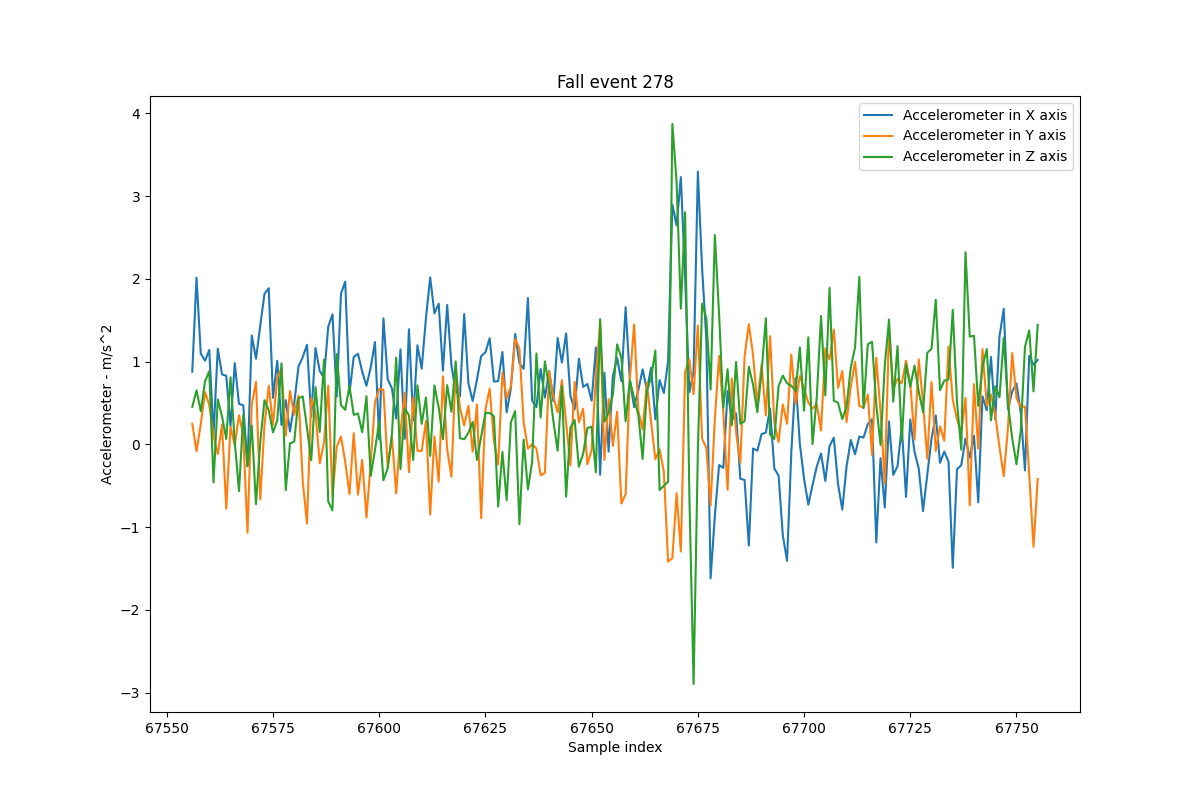 Fall event 278
Accelerometer in X axis
Accelerometer in Y axis
Accelerometer in Z axis
Accelerometer - m/s^2
4
3
2
1
0
−1
−2
−3
67550 67575 67600 67625 67650 67675 67700 67725 67750
Sample index